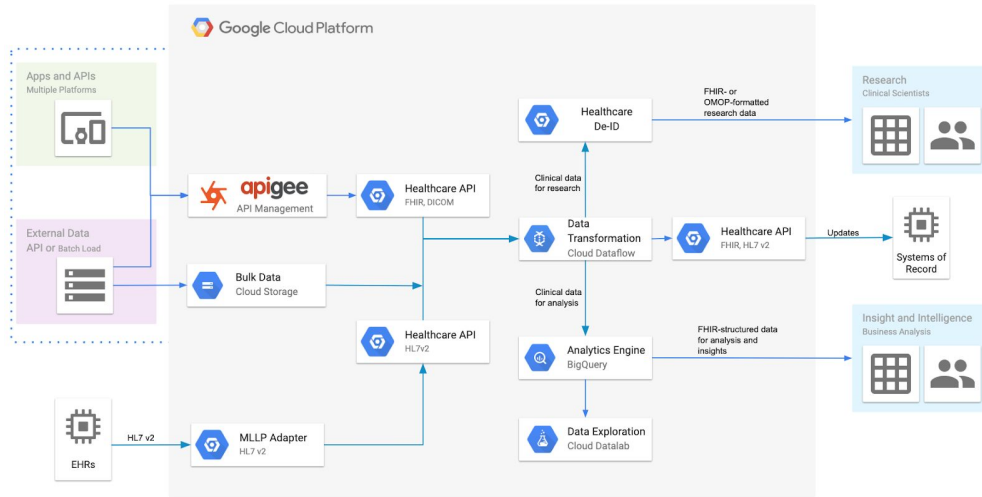 Google Cloud Platform
Apps and APIs
Multiple Platforms
External Data
API or Batch Load
EHRs
HL7 v2
apigee
API Management
Bulk Data
Cloud Storage
MLLP Adapter
HL7 v2
Healthcare API
FHIR, DICOM
Healthcare API
HL7v2
Healthcare
De-ID
Clinical data
for research
Data
Transformation
Cloud Dataflow
Clinical data
for analysis
Analytics Engine
BigQuery
Data Exploration
Cloud Datalab
FHIR- or
OMOP-formatted
research data
Healthcare API
FHIR, HL7 v2
Updates
FHIR-structured data
for analysis and
insights
Research
Clinical Scientists
Systems of
Record
Insight and Intelligence
Business Analysis